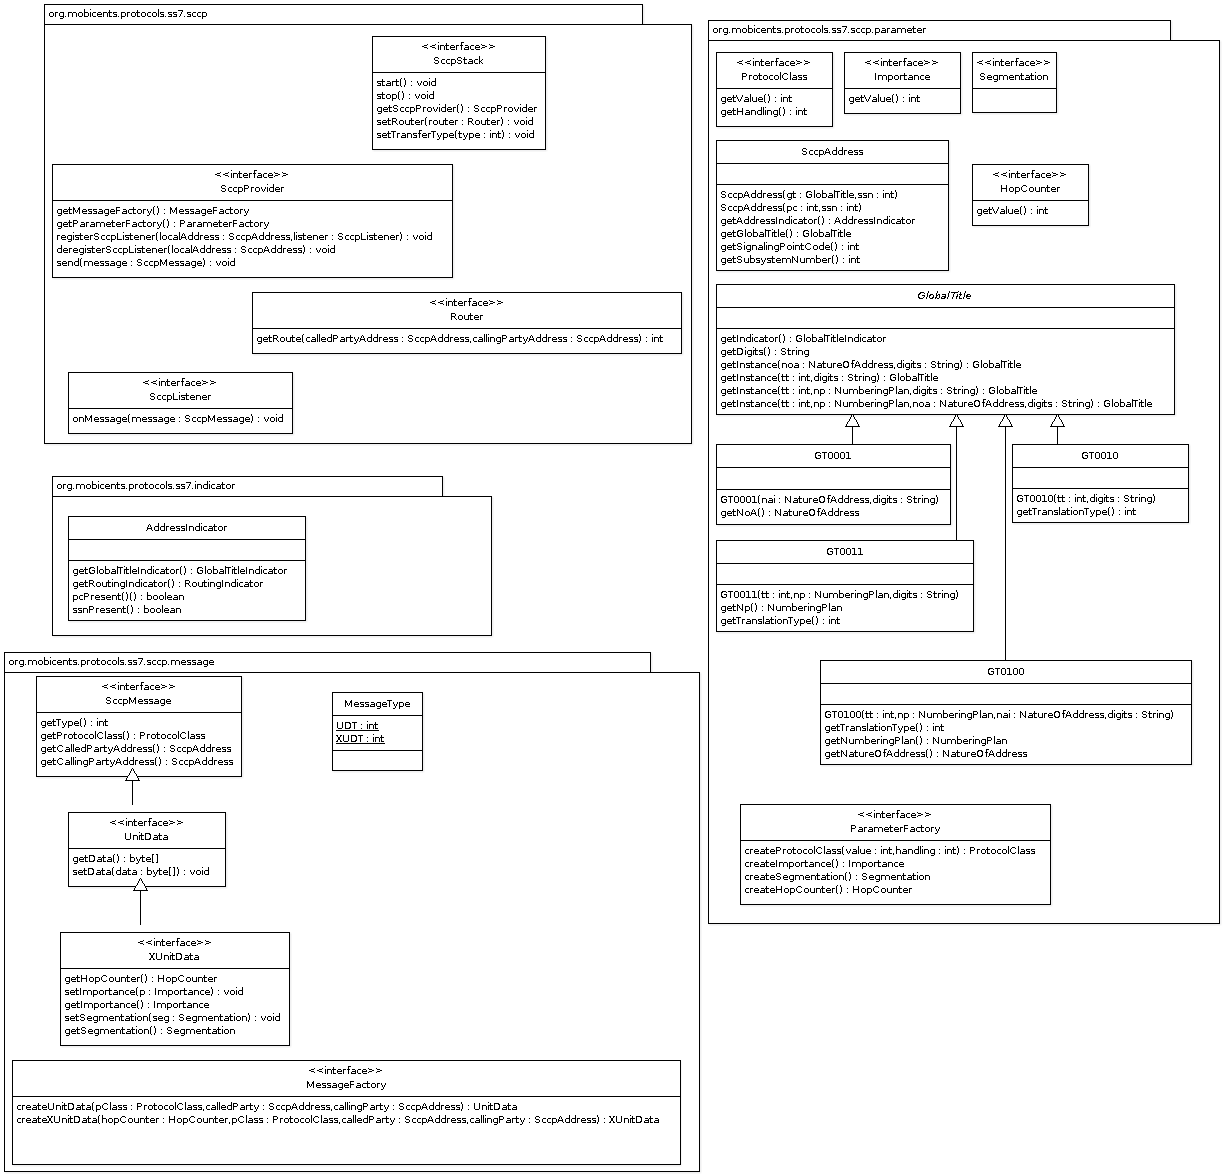 org.mobicents.protocols.ss7.sccp
<<interface>>
SccpStack
start() : void
stop() : void
getSccpProvider() : SccpProvider
setRouter(router : Router) : void
setTransferType(type : int) : void
<<interface>>
SccpProvider
getMessageFactory() : MessageFactory
getParameterFactory() : ParameterFactory
registerSccpListener(localAddress : SccpAddress,listener : SccpListener) : void
deregisterSccpListener(localAddress : SccpAddress) : void
send(message : SccpMessage) : void
<<interface>>
Router
getRoute(calledPartyAddress : SccpAddress,callingPartyAddress : SccpAddress) : int
<<interface>>
SccpListener
onMessage(message : SccpMessage) : void
org.mobicents.protocols.ss7.indicator
AddressIndicator
getGlobalTitleIndicator() : GlobalTitleIndicator
getRoutingIndicator() : RoutingIndicator
pcPresent()() : boolean
ssnPresent() : boolean
org.mobicents.protocols.ss7.sccp.message
<<interface>>
SccpMessage
getType() : int
getProtocolClass() : ProtocolClass
getCalledPartyAddress() : SccpAddress
getCallingPartyAddress() : SccpAddress
MessageType
UDT : int
XUDT : int
<<interface>>
UnitData
getData() : byte[]
setData(data : byte[]) : void
<<interface>>
XUnitData
getHopCounter() : HopCounter
setImportance(p : Importance) : void
getImportance() : Importance
setSegmentation(seg : Segmentation) : void
getSegmentation() : Segmentation
<<interface>>
MessageFactory
createUnitData(pClass : ProtocolClass,calledParty : SccpAddress,callingParty : SccpAddress) : UnitData
createXUnitData(hopCounter : HopCounter,pClass : ProtocolClass,calledParty : SccpAddress,callingParty : SccpAddress) : XUnitData
org.mobicents.protocols.ss7.sccp.parameter
<<interface>>
ProtocolClass
getValue() : int
getHandling() : int
<<interface>>
Importance
getValue() : int
<<interface>>
Segmentation
SccpAddress
SccpAddress(gt : GlobalTitle,ssn : int)
SccpAddress(pc : int,ssn : int)
getAddressIndicator() : AddressIndicator
getGlobalTitle() : GlobalTitle
getSignalingPointCode() : int
getSubsystemNumber() : int
<<interface>>
HopCounter
getValue() : int
GlobalTitle
getIndicator() : GlobalTitleIndicator
getDigits() : String
getInstance(noa : NatureOfAddress,digits : String) : GlobalTitle
getInstance(tt : int,digits : String) : GlobalTitle
getInstance(tt : int,np : NumberingPlan,digits : String) : GlobalTitle
getInstance(tt : int,np : NumberingPlan,noa : NatureOfAddress,digits : String) : GlobalTitle
GT0001
GT0001(nai : NatureOfAddress,digits : String)
getNoA() : NatureOfAddress
GT0010
GT0010(tt : int,digits : String)
getTranslationType() : int
GT0011
GT0011(tt : int,np : NumberingPlan,digits : String)
getNp() : NumberingPlan
getTranslationType() : int
GT0100
GT0100(tt : int,np : NumberingPlan,nai : NatureOfAddress,digits : String)
getTranslationType() : int
getNumberingPlan() : NumberingPlan
getNatureOfAddress() : NatureOfAddress
<<interface>>
ParameterFactory
createProtocolClass(value : int,handling : int) : ProtocolClass
createImportance() : Importance
createSegmentation() : Segmentation
createHopCounter() : HopCounter